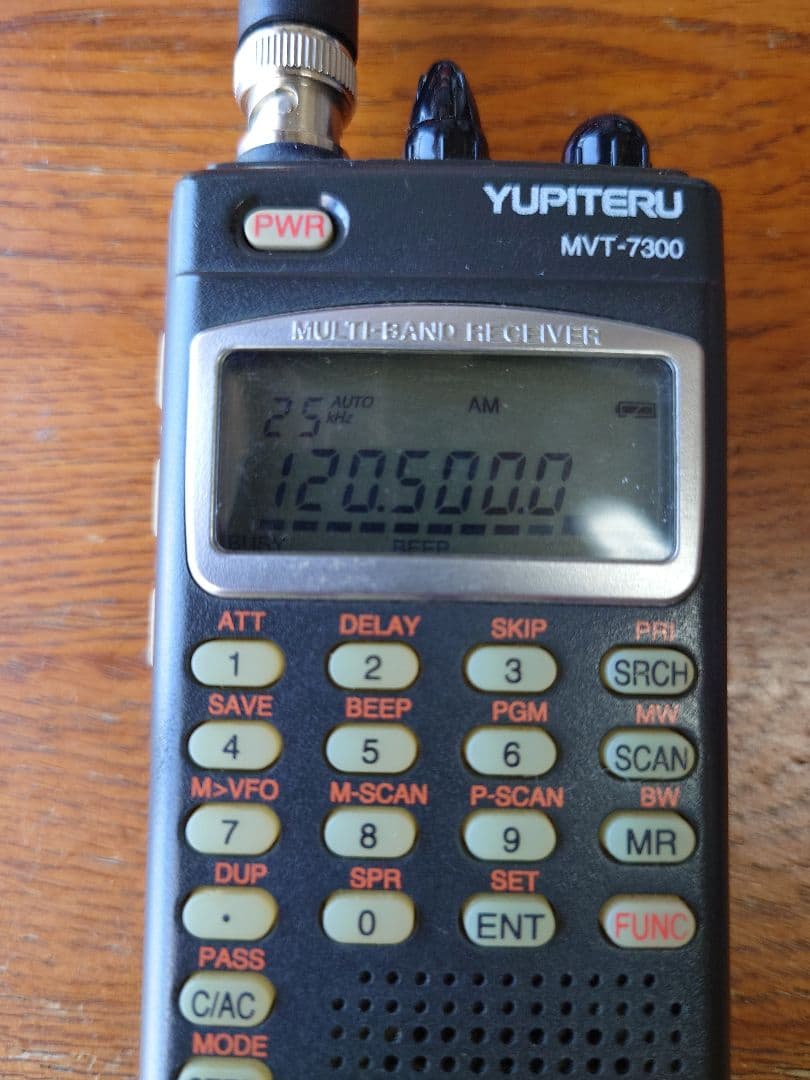 YUPITERU
PWR
MVT-7300
MULTI-BAND RECEIVER
25 AUTO kHz AM
120.500.0
BUSY BEEP
ATT DELAY SKIP PRI
1 2 3 SRCH
SAVE BEEP PGM MW
4 5 6 SCAN
M>VFO M-SCAN P-SCAN BW
7 8 9 MR
DUP SPR SET
. 0 ENT FUNC
PASS
C/AC
MODE